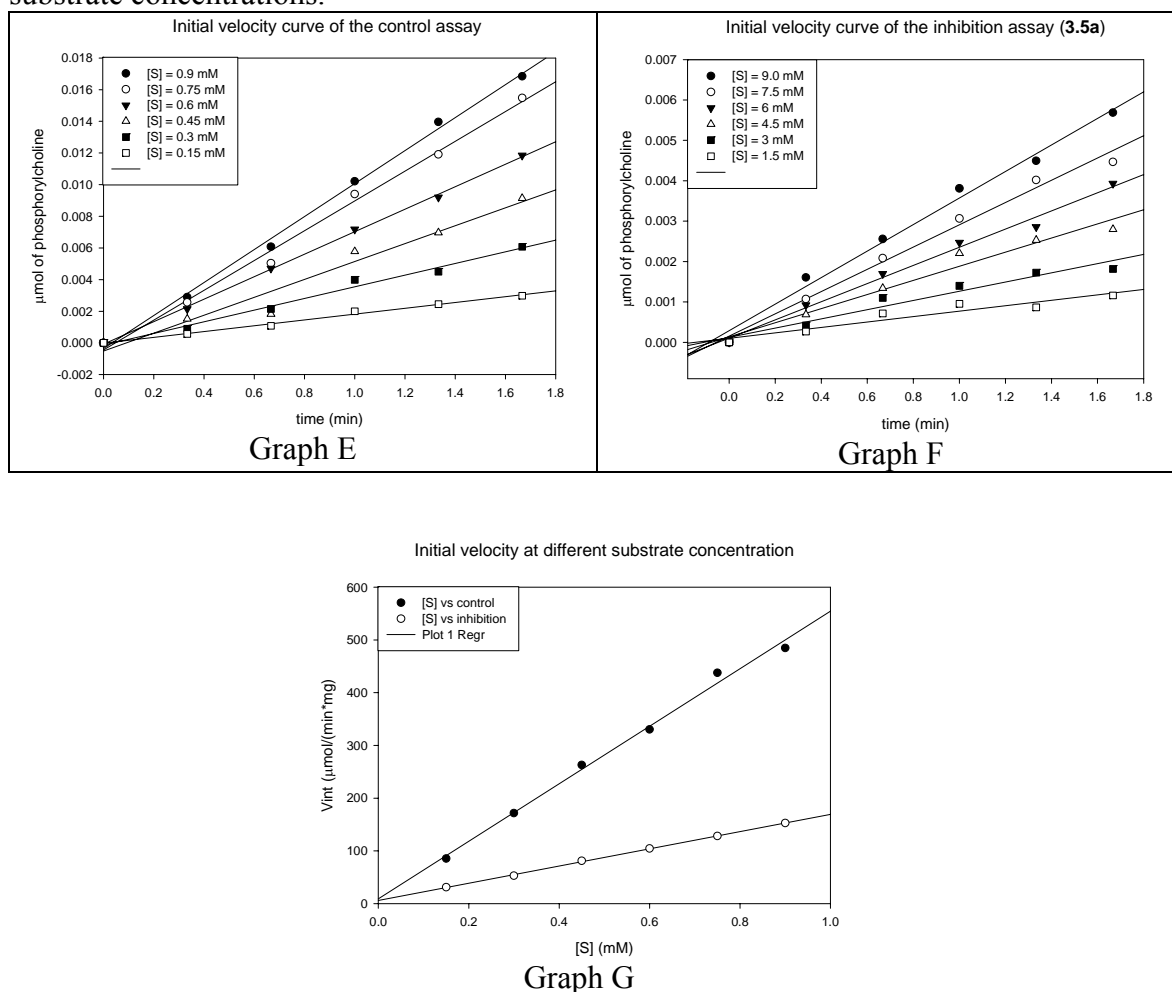 substrate concentrations.
Initial velocity curve of the control assay
0.018
0.016
0.014
0.012
0.010
0.008
0.006
0.004
0.002
0.000
-0.002
µmol of phosphorylcholine
[S] = 0.9 mM
[S] = 0.75 mM
[S] = 0.6 mM
[S] = 0.45 mM
[S] = 0.3 mM
[S] = 0.15 mM
0.0 0.2 0.4 0.6 0.8 1.0 1.2 1.4 1.6 1.8
time (min)
Graph E
Initial velocity curve of the inhibition assay (3.5a)
0.007
0.006
0.005
0.004
0.003
0.002
0.001
0.000
µmol of phosphorylcholine
[S] = 9.0 mM
[S] = 7.5 mM
[S] = 6 mM
[S] = 4.5 mM
[S] = 3 mM
[S] = 1.5 mM
0.0 0.2 0.4 0.6 0.8 1.0 1.2 1.4 1.6 1.8
time (min)
Graph F
Initial velocity at different substrate concentration
600
500
400
300
200
100
0
Vint (µmol/(min*mg)
[S] vs control
[S] vs inhibition
Plot 1 Regr
0.0 0.2 0.4 0.6 0.8 1.0
[S] (mM)
Graph G